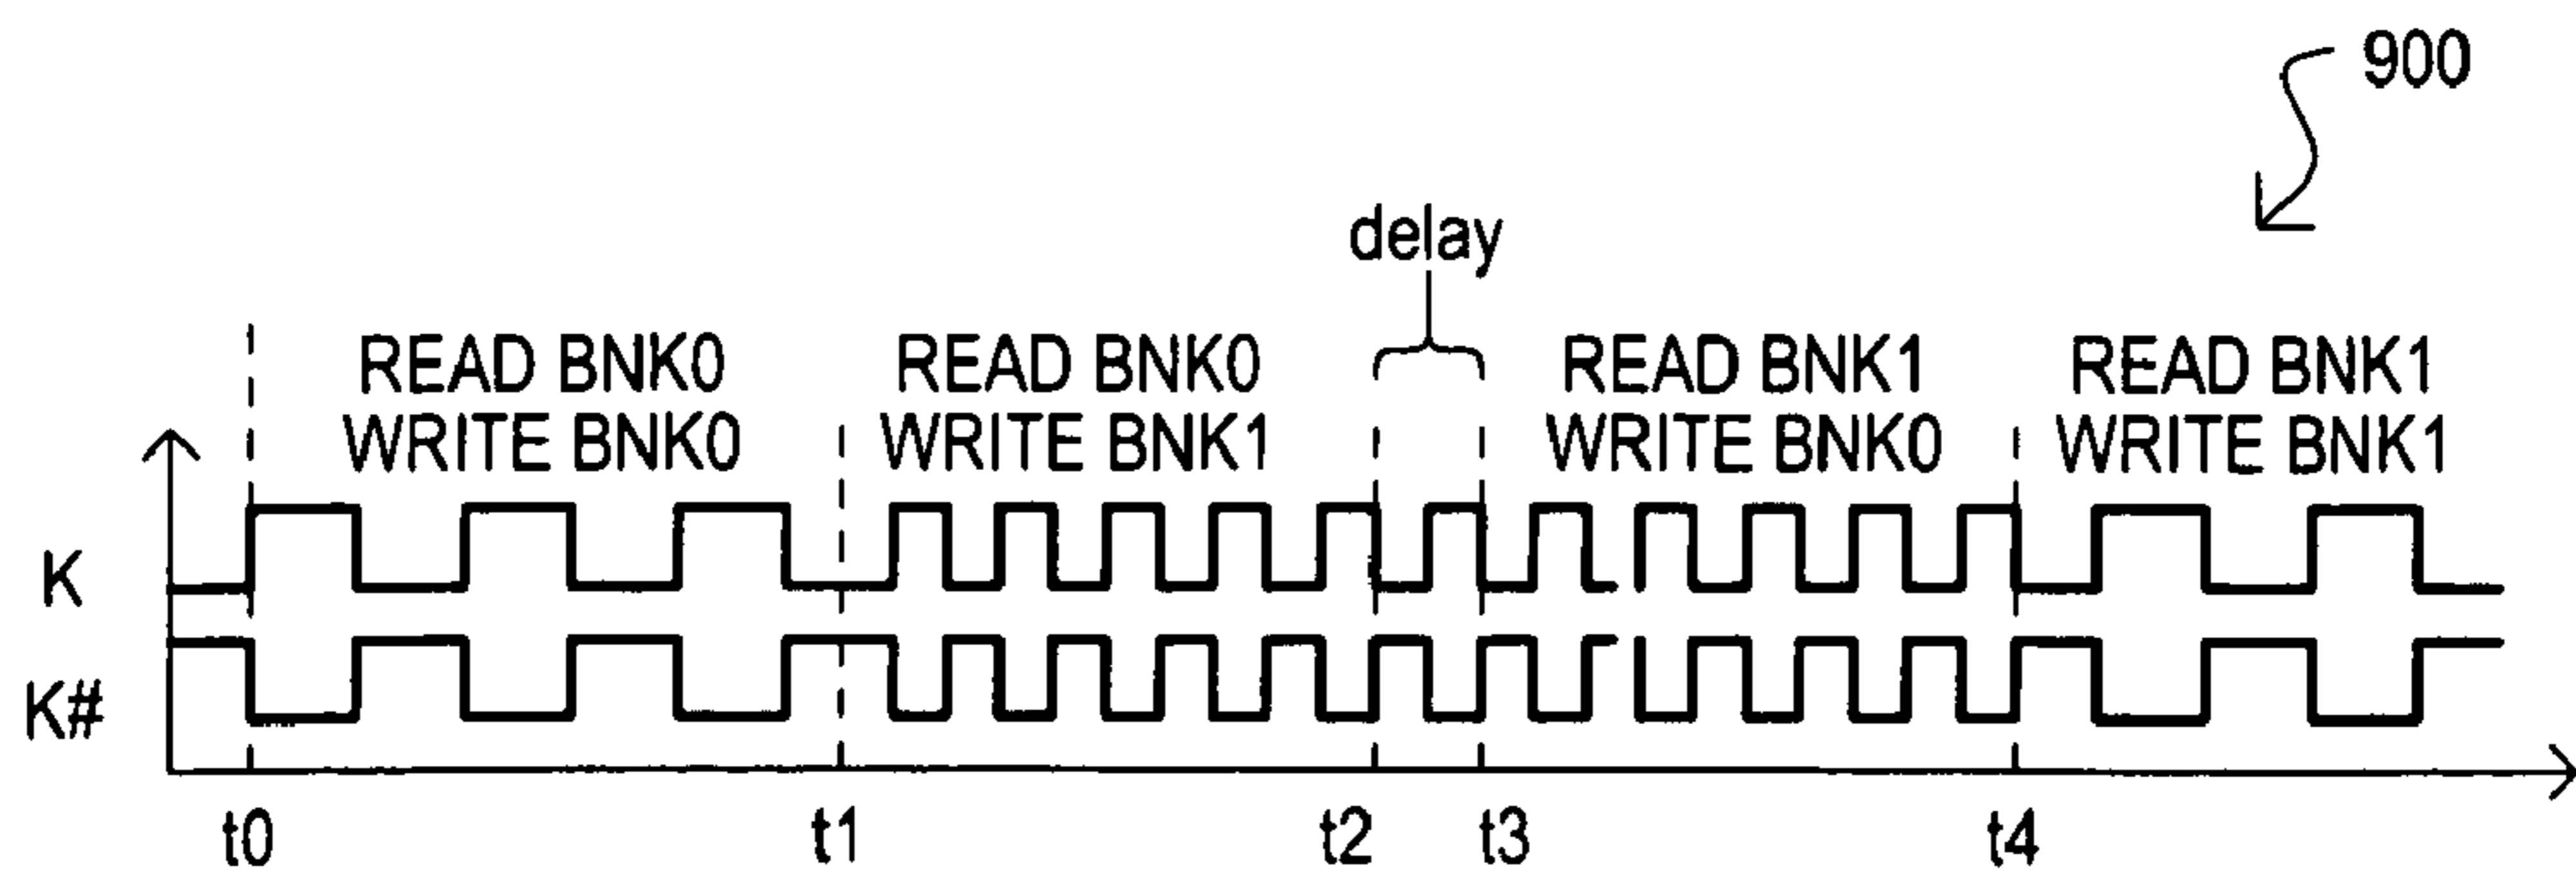 900
delay
READ BNK0
WRITE BNK0
READ BNK0
WRITE BNK1
READ BNK1
WRITE BNK0
READ BNK1
WRITE BNK1
K
K#
t0 t1 t2 t3 t4